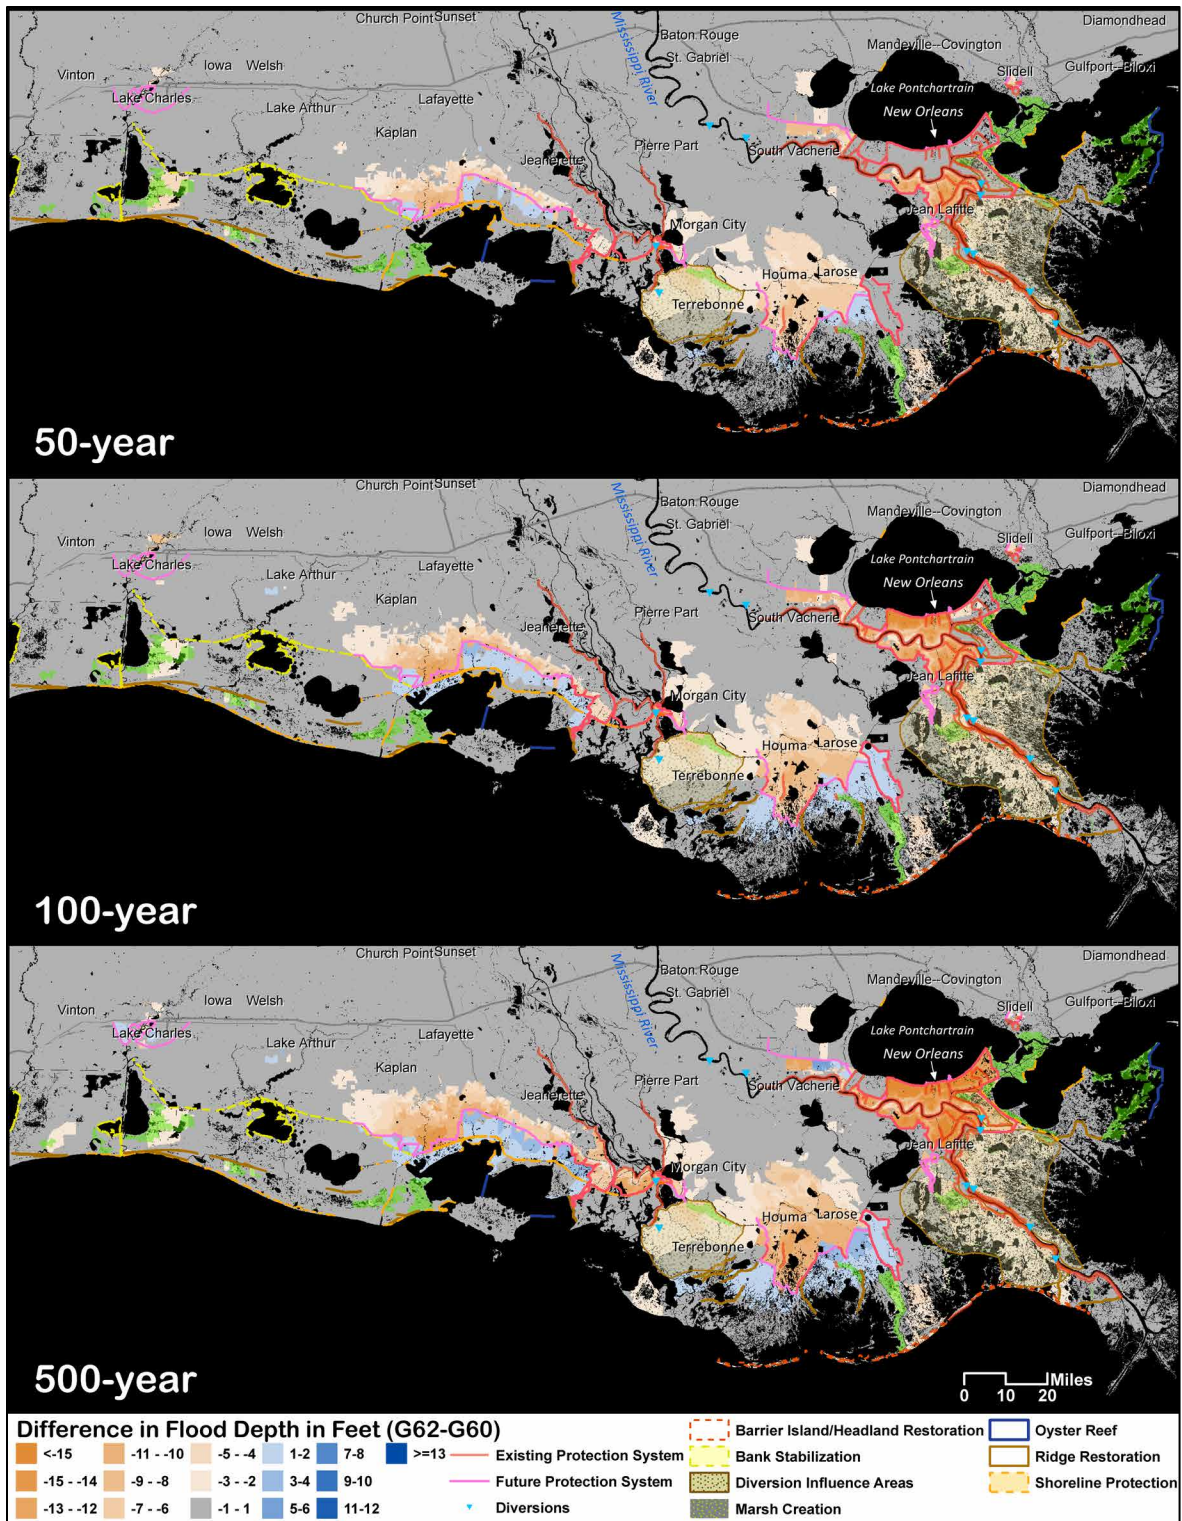 Church Point Sunset
Diamondhead
Baton Rouge
Mandeville--Covington
St. Gabriel
Iowa Welsh
Gulfport--Biloxi
Vinton
Slidell
Mississippi River
Lake Pontchartrain
Lake Charles
Lafayette
Lake Arthur
New Orleans
Kaplan
Pierre Part
South Vacherie
Jeanerette
Jean Lafitte
Morgan City
Houma Larose
Terrebonne
50-year
Church Point Sunset
Diamondhead
Baton Rouge
Mandeville--Covington
St. Gabriel
Iowa Welsh
Gulfport--Biloxi
Vinton
Slidell
Mississippi River
Lake Pontchartrain
Lake Charles
Lafayette
Lake Arthur
New Orleans
Kaplan
Pierre Part
South Vacherie
Jeanerette
Jean Lafitte
Morgan City
Houma Larose
Terrebonne
100-year
Church Point Sunset
Diamondhead
Baton Rouge
Mandeville--Covington
St. Gabriel
Iowa Welsh
Gulfport--Biloxi
Vinton
Slidell
Mississippi River
Lake Pontchartrain
Lake Charles
Lafayette
Lake Arthur
New Orleans
Kaplan
Pierre Part
South Vacherie
Jeanerette
Jean Lafitte
Morgan City
Houma Larose
Terrebonne
500-year
Miles
0 10 20
Difference in Flood Depth in Feet (G62-G60)
<-15 -11 - -10 -5 - -4 1-2 7-8 >=13
-15 - -14 -9 - -8 -3 - -2 3-4 9-10
-13 - -12 -7 - -6 -1 - 1 5-6 11-12
Existing Protection System
Future Protection System
Diversions
Barrier Island/Headland Restoration
Bank Stabilization
Diversion Influence Areas
Marsh Creation
Oyster Reef
Ridge Restoration
Shoreline Protection